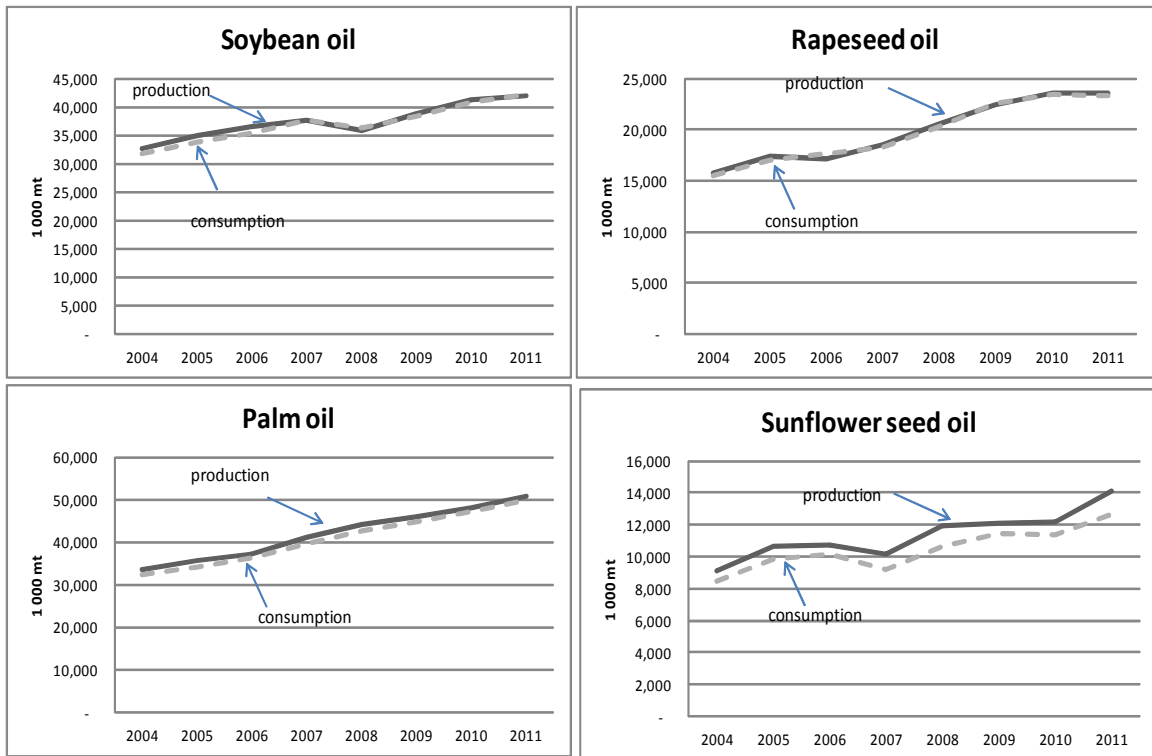 Soybean oil
45,000
40,000
35,000
30,000
25,000
20,000
15,000
10,000
5,000
-
1 000 mt
production
consumption
2004 2005 2006 2007 2008 2009 2010 2011
Rapeseed oil
25,000
20,000
15,000
10,000
5,000
-
1 000 mt
production
consumption
2004 2005 2006 2007 2008 2009 2010 2011
Palm oil
60,000
50,000
40,000
30,000
20,000
10,000
-
1 000 mt
production
consumption
2004 2005 2006 2007 2008 2009 2010 2011
Sunflower seed oil
16,000
14,000
12,000
10,000
8,000
6,000
4,000
2,000
-
1 000 mt
production
consumption
2004 2005 2006 2007 2008 2009 2010 2011